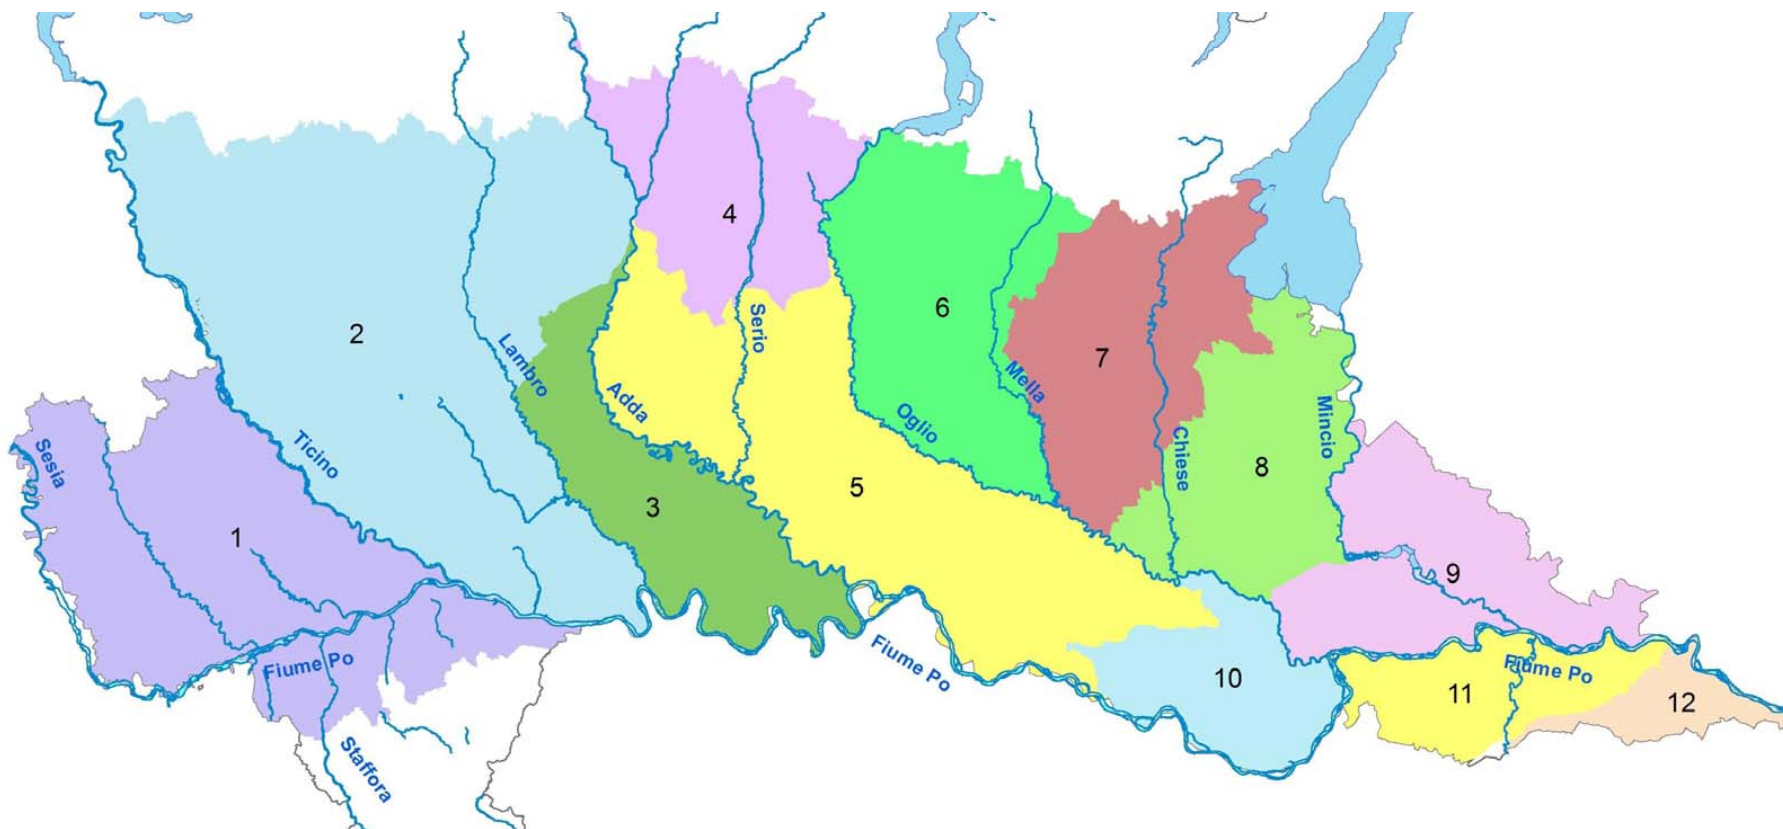 4
6
Serio
2
Lambro
7
Mella
Adda
Oglio
Mincio
Sesia
Ticino
Chiese
8
5
3
1
9
Fiume Po
Fiume Po
Fiume Po
10
11
12
Staffora